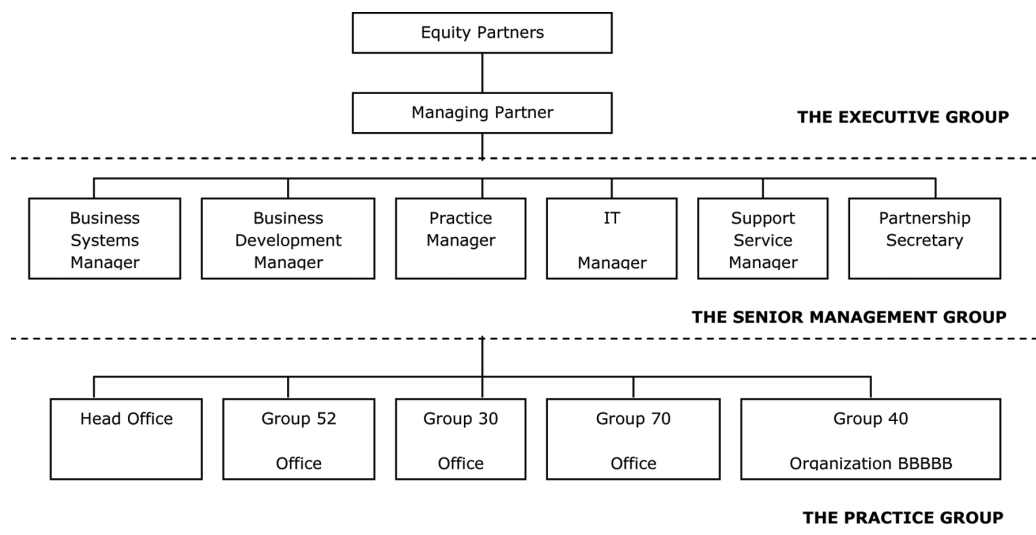 Equity Partners
Managing Partner
THE EXECUTIVE GROUP
Business
Systems
Manager
Business
Development
Manager
Practice
Manager
IT
Manager
Support
Service
Manager
Partnership
Secretary
THE SENIOR MANAGEMENT GROUP
Head Office
Group 52
Office
Group 30
Office
Group 70
Office
Group 40
Organization BBBBB
THE PRACTICE GROUP